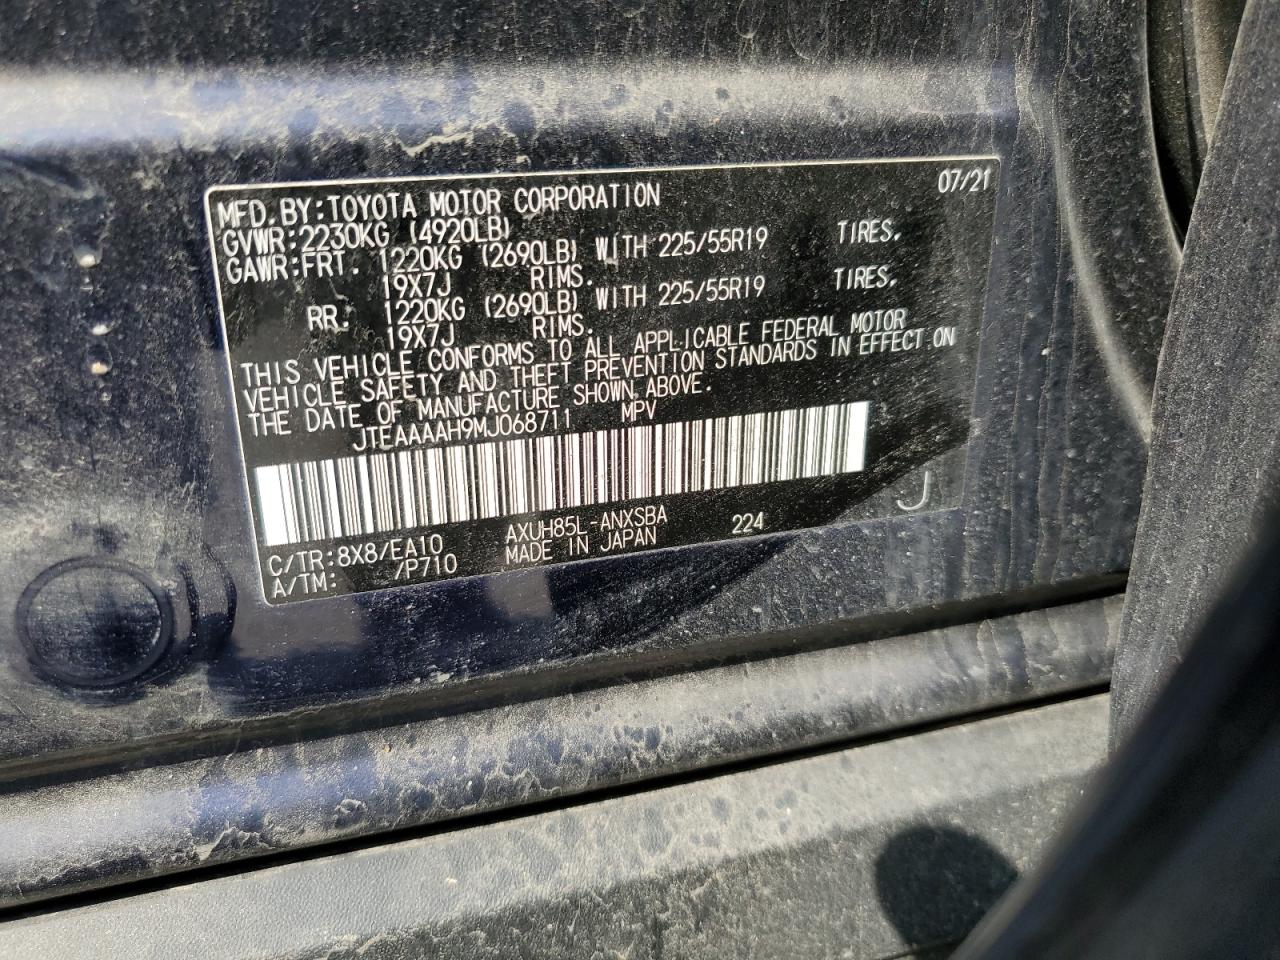 MFD. BY: TOYOTA MOTOR CORPORATION 07/21
GVWR: 2230KG (4920LB)
GAWR: FRT. 1220KG (2690LB) WITH 225/55R19 TIRES.
19X7J RIMS.
RR. 1220KG (2690LB) WITH 225/55R19 TIRES.
19X7J RIMS.
THIS VEHICLE CONFORMS TO ALL APPLICABLE FEDERAL MOTOR
VEHICLE SAFETY AND THEFT PREVENTION STANDARDS IN EFFECT ON
THE DATE OF MANUFACTURE SHOWN ABOVE.
JTEAAAAH9MJ068711 MPV
J
C/TR: 8X8/EA10 AXUH85L-ANXSBA 224
A/TM: /P710 MADE IN JAPAN